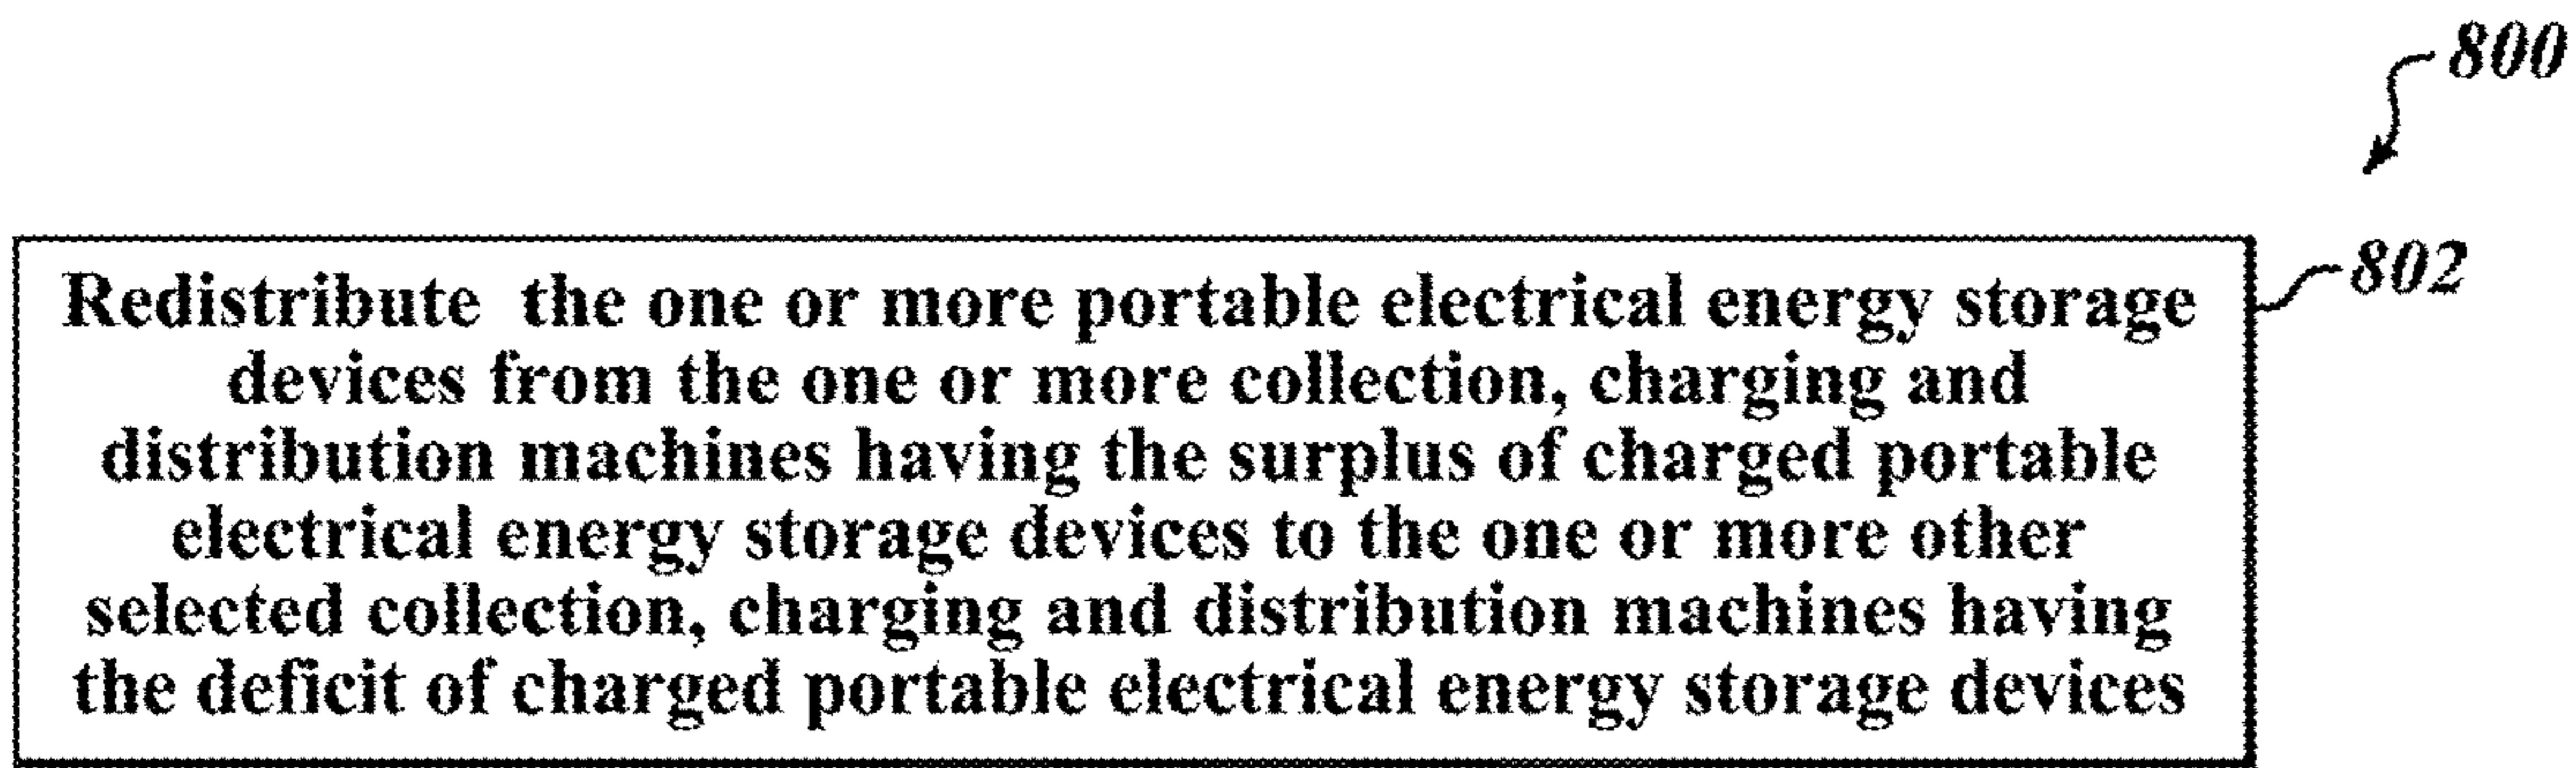 800
802
Redistribute the one or more portable electrical energy storage
devices from the one or more collection, charging and
distribution machines having the surplus of charged portable
electrical energy storage devices to the one or more other
selected collection, charging and distribution machines having
the deficit of charged portable electrical energy storage devices